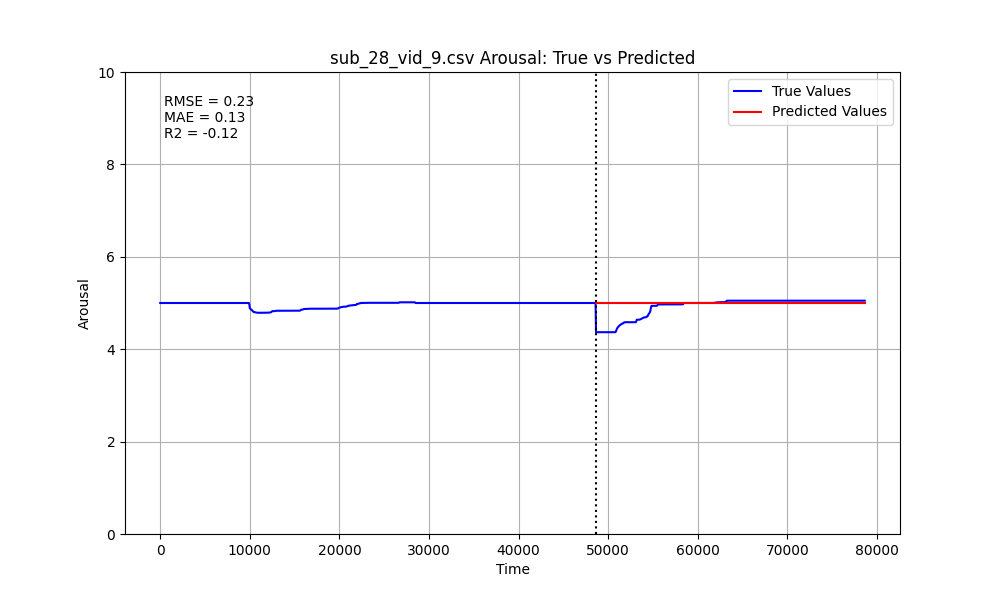 sub_28_vid_9.csv Arousal: True vs Predicted
RMSE = 0.23
MAE = 0.13
R2 = -0.12
True Values
Predicted Values
Arousal
10
8
6
4
2
0
0 10000 20000 30000 40000 50000 60000 70000 80000
Time